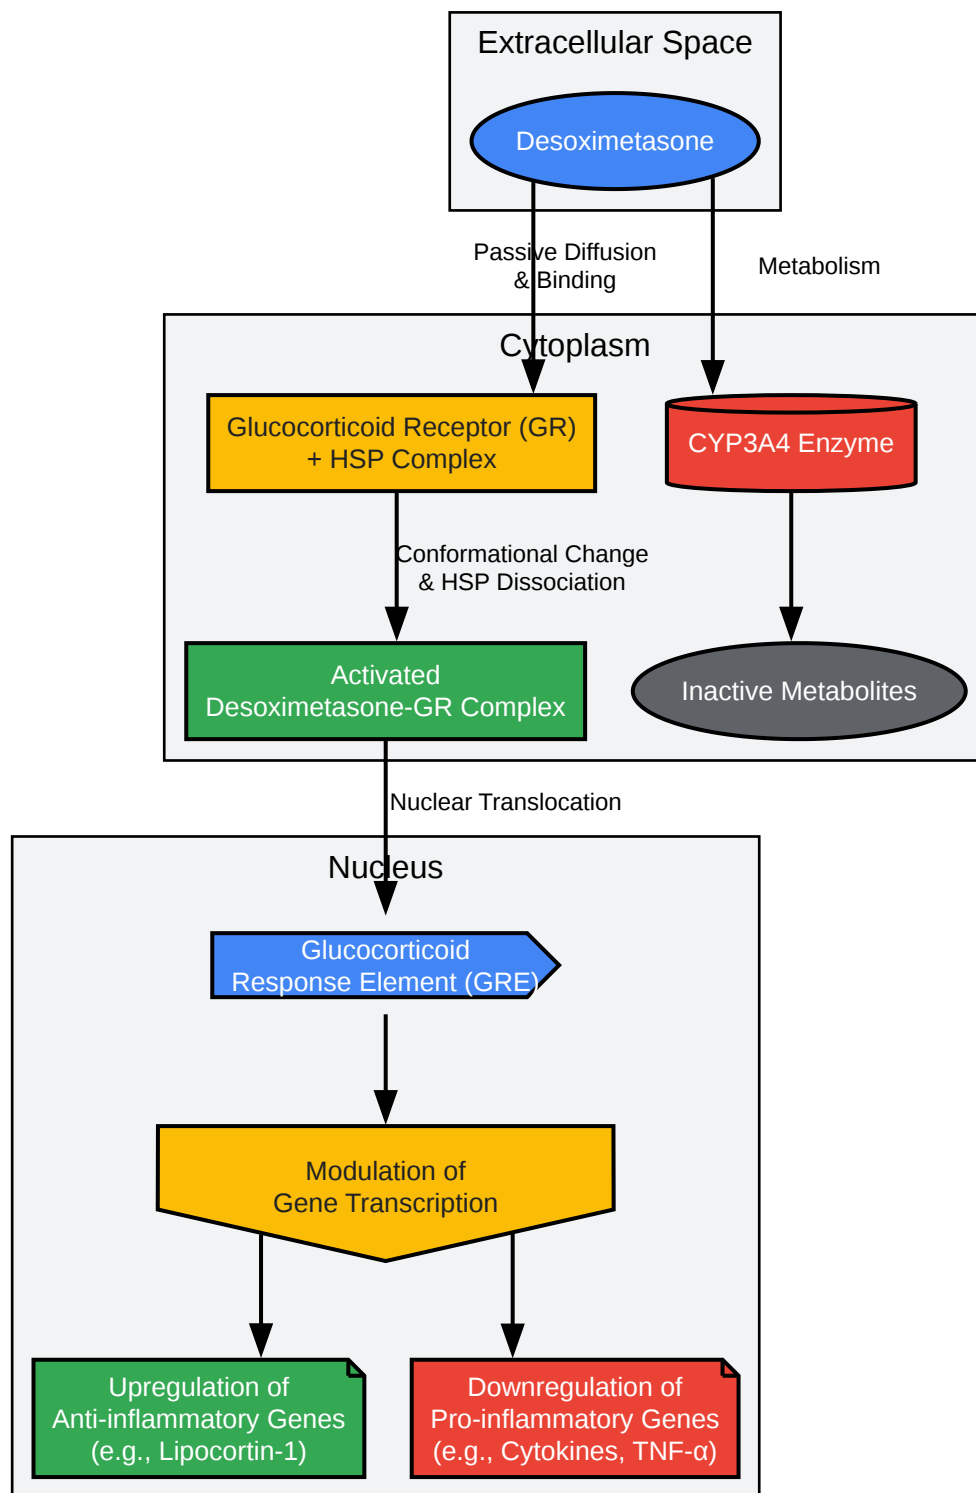 Extracellular Space
Desoximetasone
Passive Diffusion
& Binding
Metabolism
Cytoplasm
Glucocorticoid Receptor (GR)
+ HSP Complex
CYP3A4 Enzyme
Conformational Change
& HSP Dissociation
Activated
Desoximetasone-GR Complex
Inactive Metabolites
Nuclear Translocation
Nucleus
Glucocorticoid
Response Element (GRE)
Modulation of
Gene Transcription
Upregulation of
Anti-inflammatory Genes
(e.g., Lipocortin-1)
Downregulation of
Pro-inflammatory Genes
(e.g., Cytokines, TNF-α)